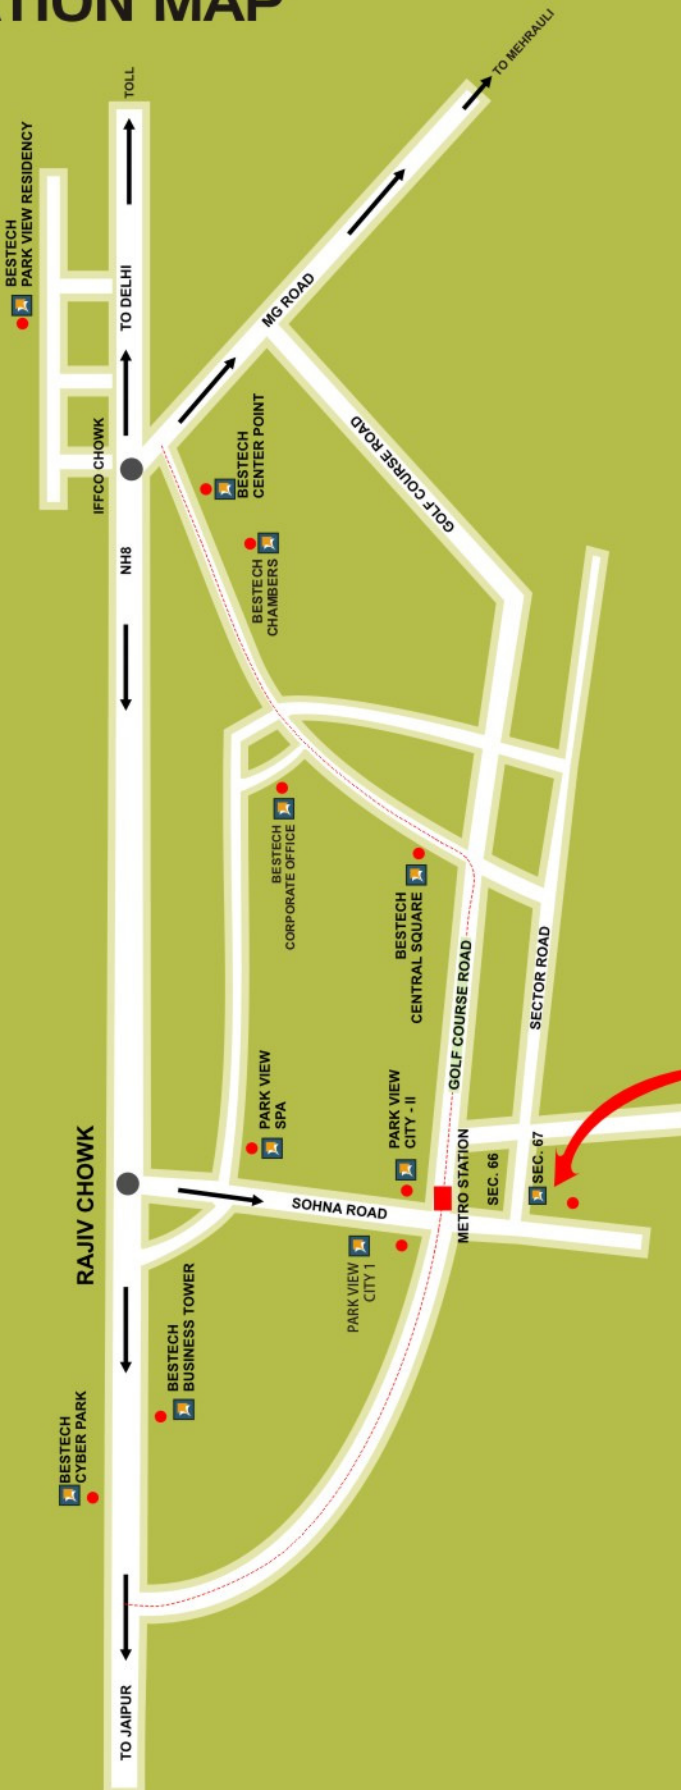 ATION MAP
TO MEHRAULI
TOLL
BESTECH
PARK VIEW RESIDENCY
TO DELHI
MG ROAD
IFFCO CHOWK
BESTECH
CENTER POINT
GOLF COURSE ROAD
NH8
BESTECH
CHAMBERS
BESTECH
CORPORATE OFFICE
BESTECH
CENTRAL SQUARE
GOLF COURSE ROAD
SECTOR ROAD
PARK VIEW
SPA
PARK VIEW
CITY - II
RAJIV CHOWK
SOHNA ROAD
METRO STATION
SEC. 66
SEC. 67
PARK VIEW
CITY 1
BESTECH
BUSINESS TOWER
BESTECH
CYBER PARK
TO JAIPUR